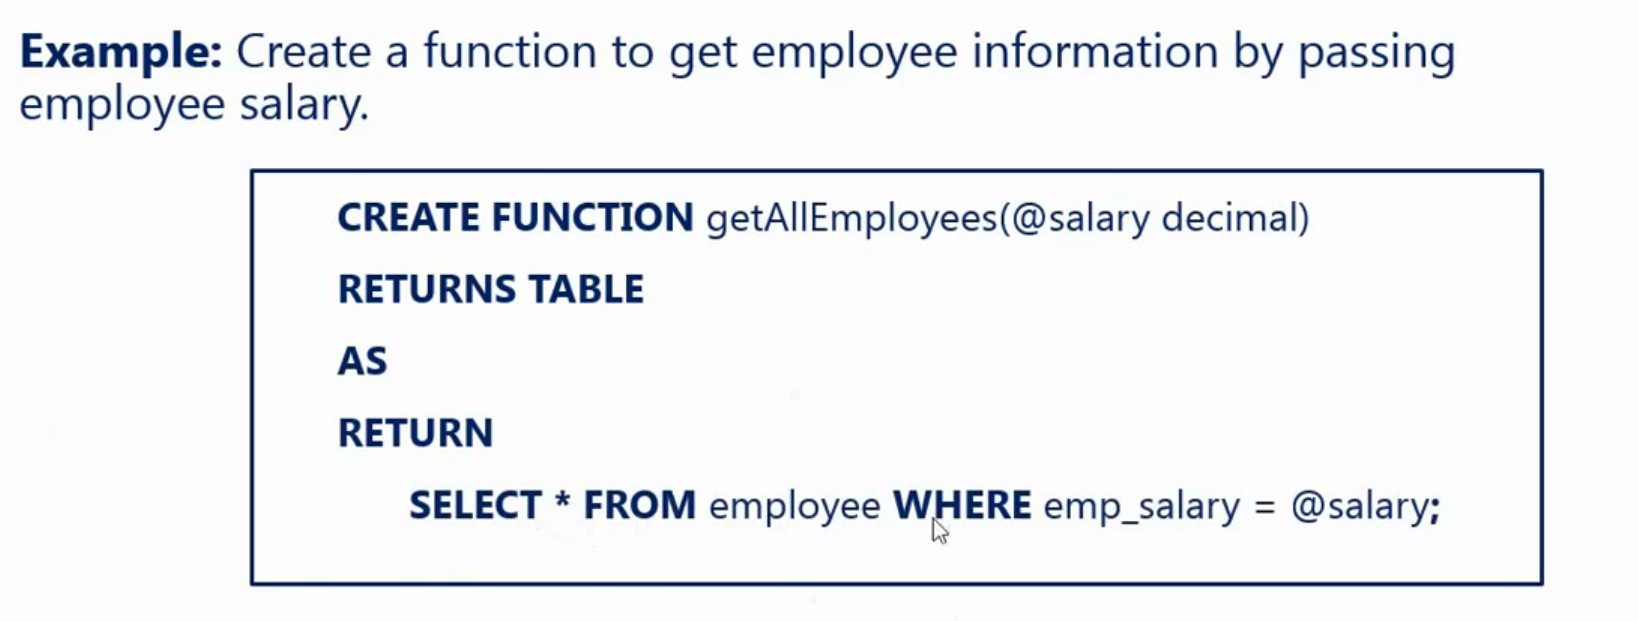 Example: Create a function to get employee information by passing
employee salary.
CREATE FUNCTION getAllEmployees(@salary decimal)
RETURNS TABLE
AS
RETURN
SELECT * FROM employee WHERE emp_salary = @salary;